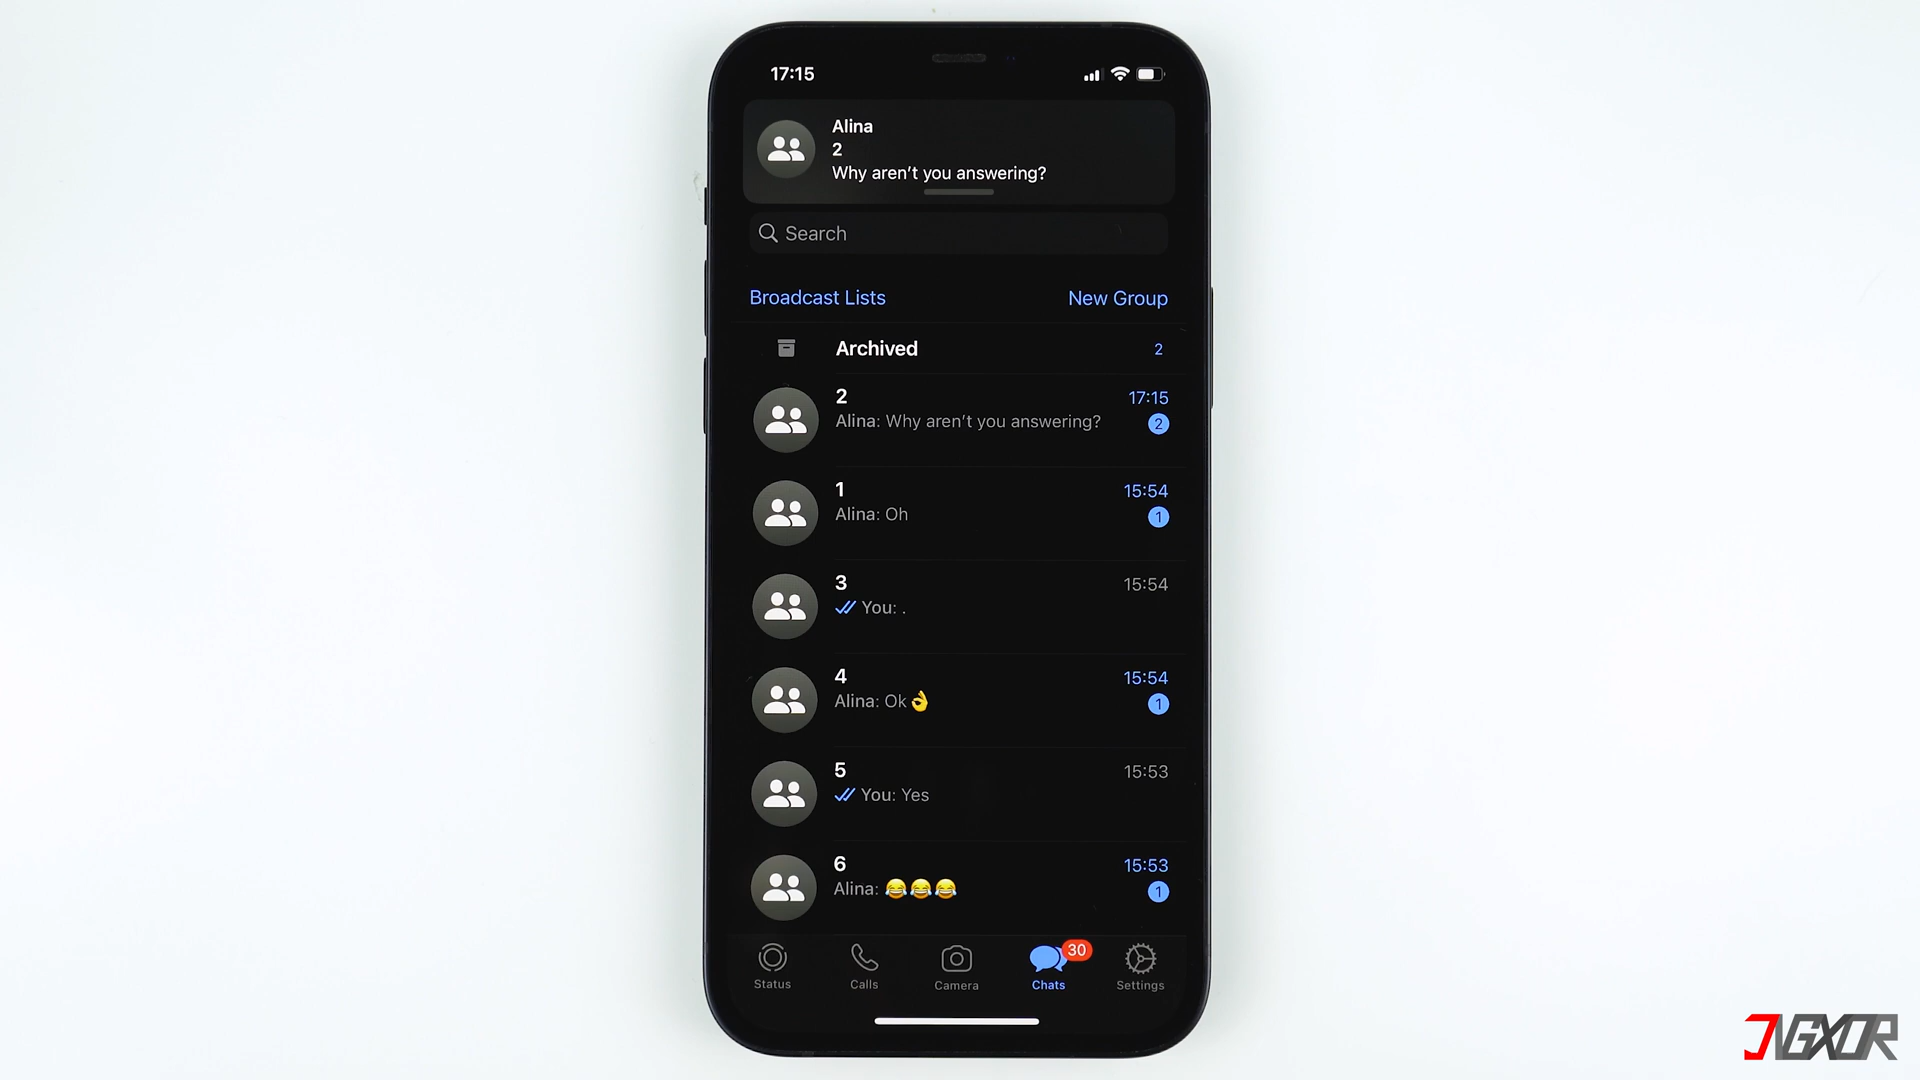 17:15
Alina
2
Why aren't you answering?
Search
Broadcast Lists
New Group
Archived
2
2
17:15
Alina: Why aren't you answering?
2
1
15:54
Alina: Oh
1
3
15:54
You: .
4
15:54
Alina: Ok👌
1
5
15:53
You: Yes
6
15:53
Alina: 😂😂😂
1
30
Status
Calls
Camera
Chats
Settings
JVGXOR